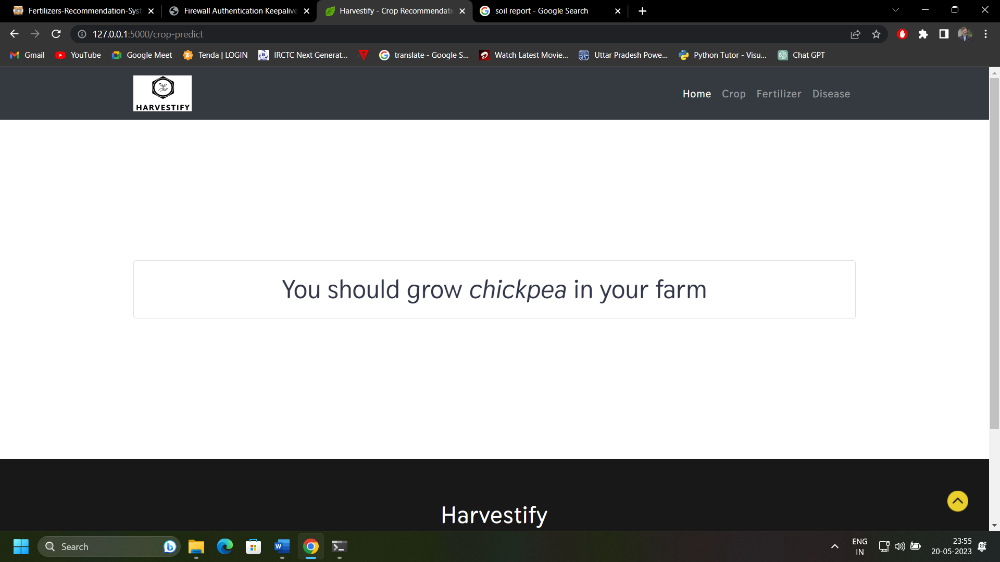 Fertilizers-Recommendation-Syst
Firewall Authentication Keepalive
Harvestify - Crop Recommendati
soil report - Google Search
127.0.0.1:5000/crop-predict
Gmail
YouTube
Google Meet
Tenda | LOGIN
IRCTC Next Generat...
translate - Google S...
Watch Latest Movie...
Uttar Pradesh Powe...
Python Tutor - Visu...
Chat GPT
HARVESTIFY
Home
Crop
Fertilizer
Disease
You should grow chickpea in your farm
Harvestify
Search
ENG
IN
23:55
20-05-2023